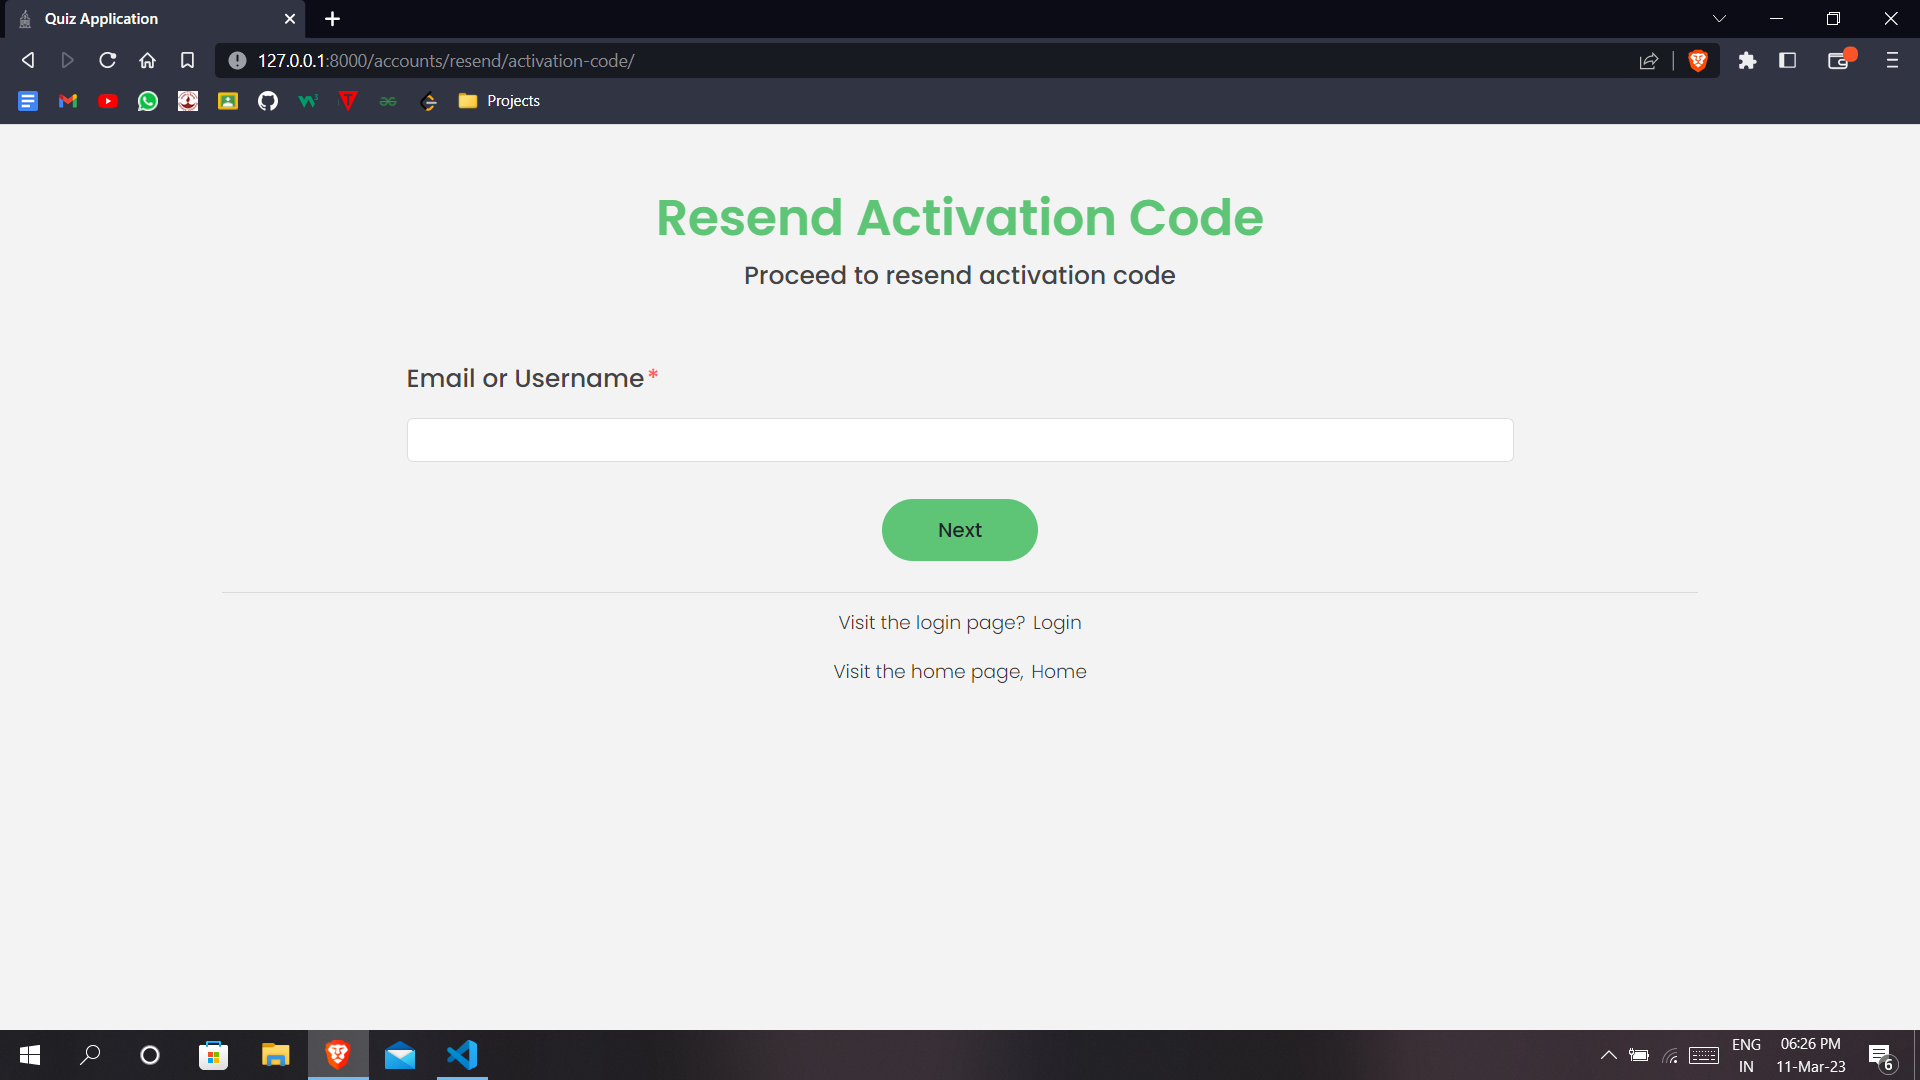 Quiz Application
127.0.0.1:8000/accounts/resend/activation-code/
Projects
Resend Activation Code
Proceed to resend activation code
Email or Username*
Next
Visit the login page? Login
Visit the home page, Home
ENG
IN
06:26 PM
11-Mar-23
6